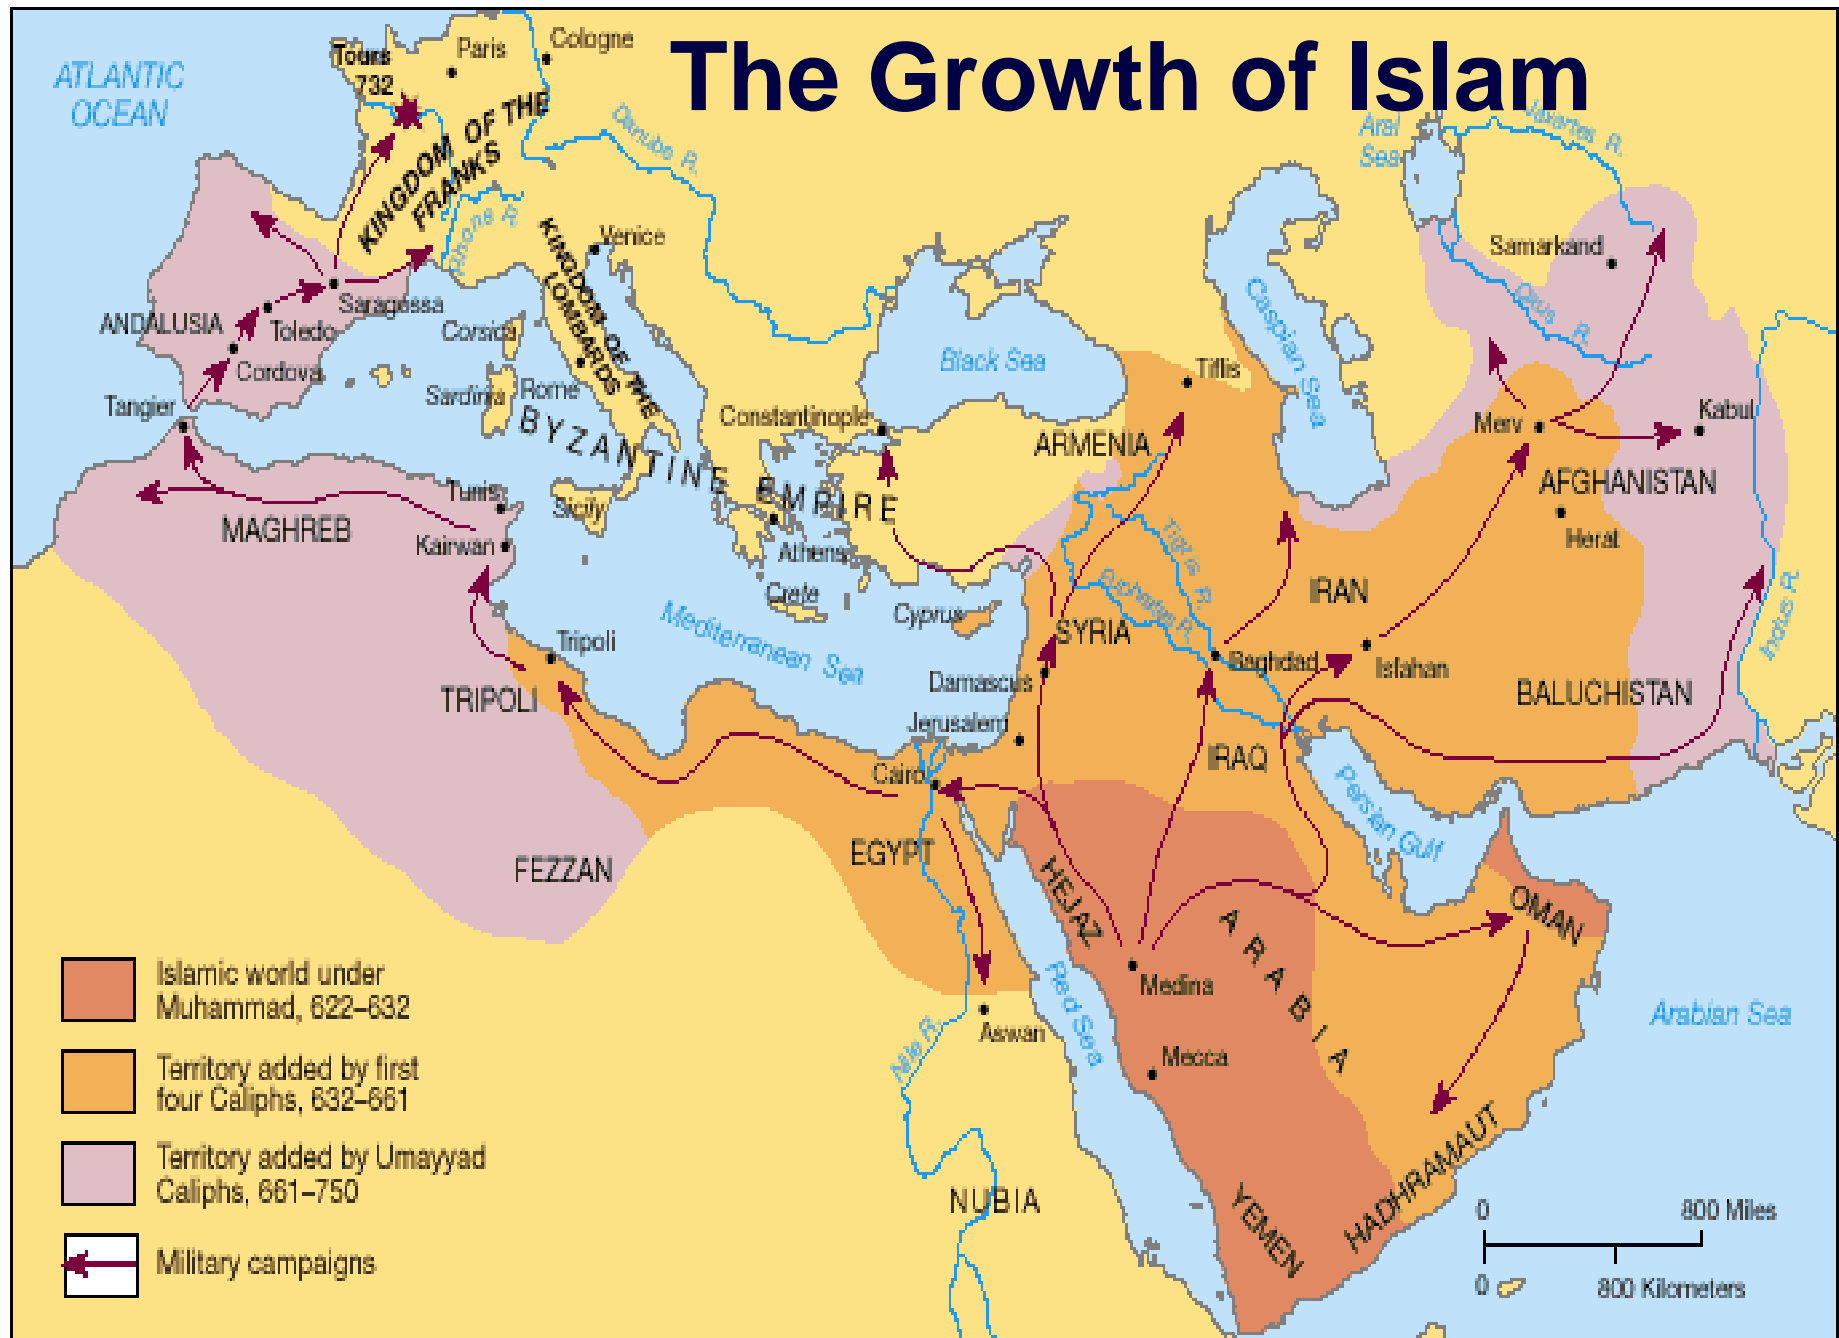 The Growth of Islam
ATLANTIC
OCEAN
Tours
732
Paris
Cologne
KINGDOM OF THE
FRANKS
Danube R.
Rhone R.
KINGDOM OF THE
LOMBARDS
Venice
Aral
Sea
Jaxartes R.
Samarkand
Oxus R.
Caspian Sea
Black Sea
Tiflis
ANDALUSIA
Saragossa
Toledo
Cordova
Tangier
Corsica
Sardinia
Rome
BYZANTINE EMPIRE
Constantinople
ARMENIA
Merv
Kabul
AFGHANISTAN
Herat
MAGHREB
Tunis
Kairwan
Sicily
Athens
Crete
Cyprus
Mediterranean Sea
Tigris R.
Euphrates R.
SYRIA
IRAN
Indus R.
Tripoli
TRIPOLI
Damascus
Jerusalem
Baghdad
Isfahan
BALUCHISTAN
IRAQ
Cairo
EGYPT
FEZZAN
Persian Gulf
HEJAZ
ARABIA
OMAN
Medina
Mecca
Red Sea
Aswan
Nile R.
NUBIA
YEMEN
HADHRAMAUT
Arabian Sea
Islamic world under
Muhammad, 622–632
Territory added by first
four Caliphs, 632–661
Territory added by Umayyad
Caliphs, 661–750
Military campaigns
0 800 Miles
0 800 Kilometers